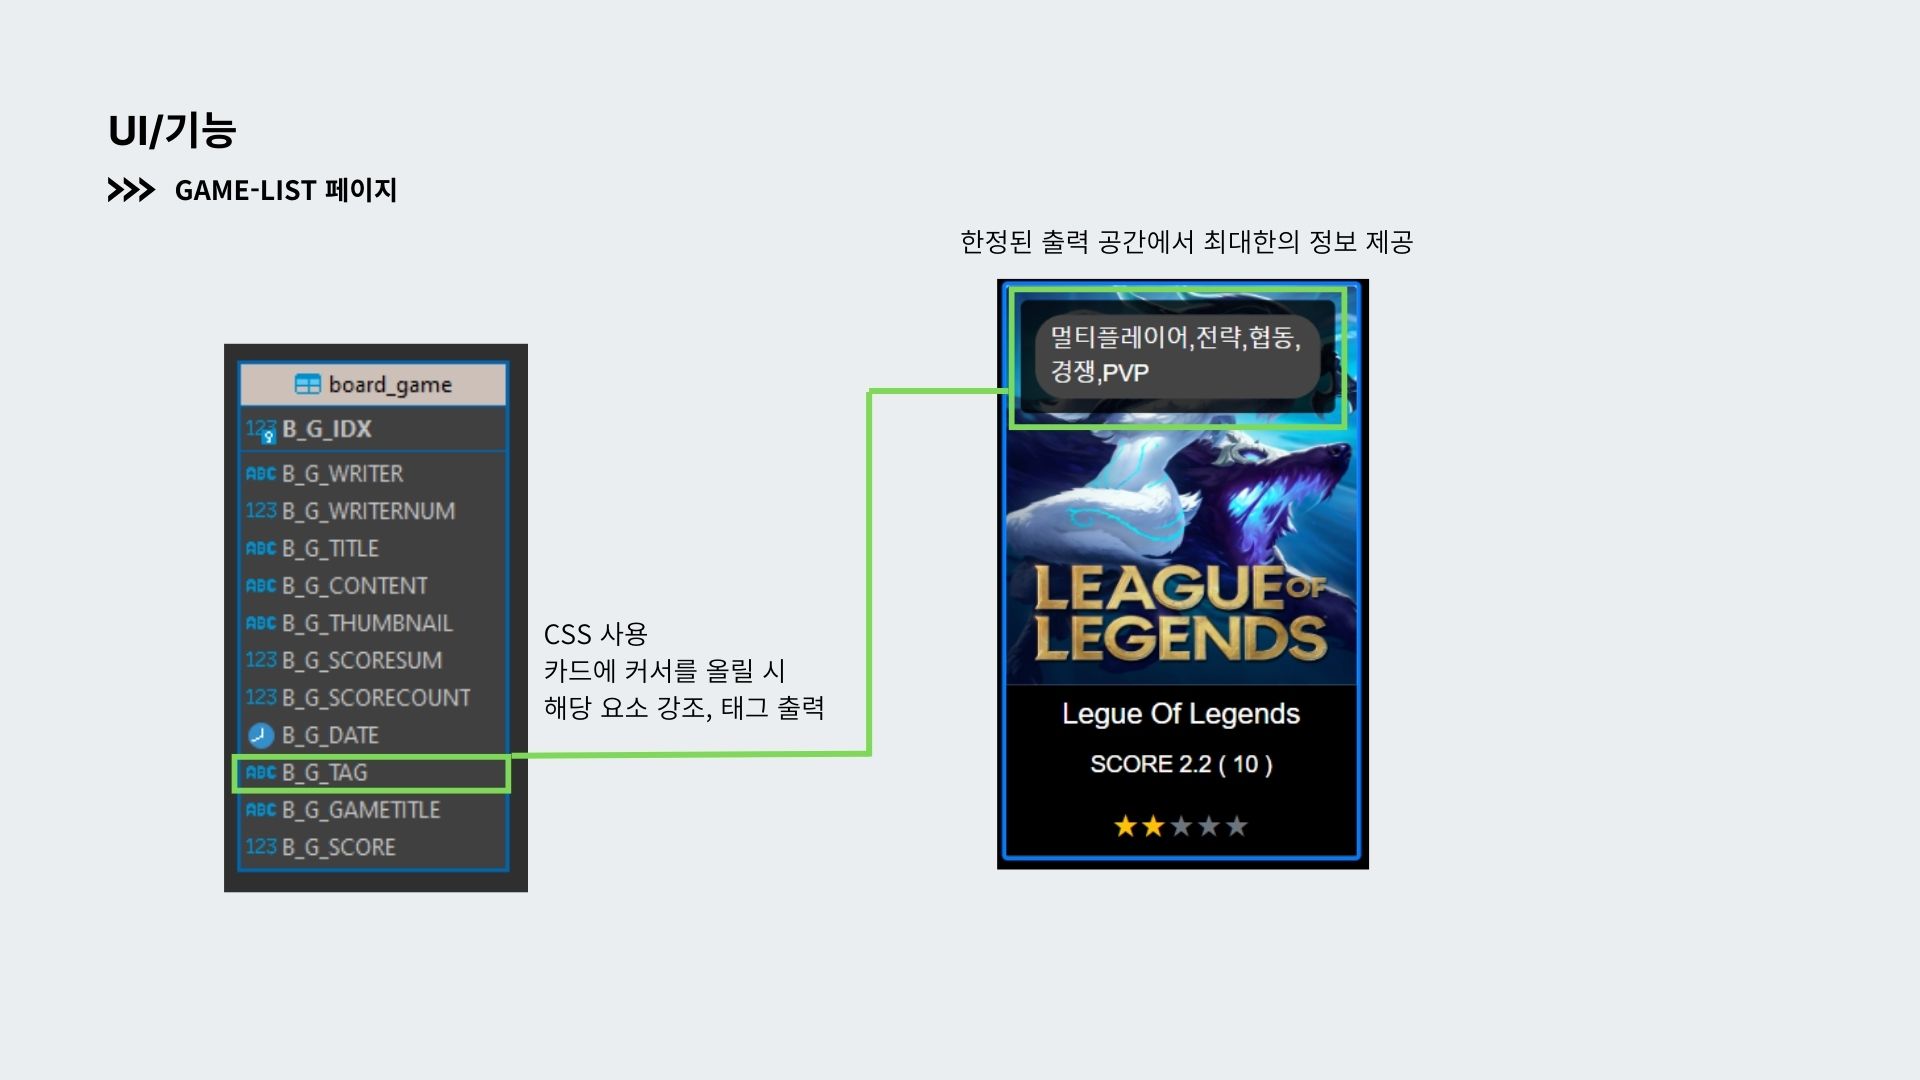 UI/기능
GAME-LIST 페이지
한정된 출력 공간에서 최대한의 정보 제공
board_game
123 B_G_IDX
ABC B_G_WRITER
123 B_G_WRITERNUM
ABC B_G_TITLE
ABC B_G_CONTENT
ABC B_G_THUMBNAIL
123 B_G_SCORESUM
123 B_G_SCORECOUNT
B_G_DATE
ABC B_G_TAG
ABC B_G_GAMETITLE
123 B_G_SCORE
CSS 사용
카드에 커서를 올릴 시
해당 요소 강조, 태그 출력
멀티플레이어,전략,협동,
경쟁,PVP
LEAGUE OF
LEGENDS
Legue Of Legends
SCORE 2.2 ( 10 )